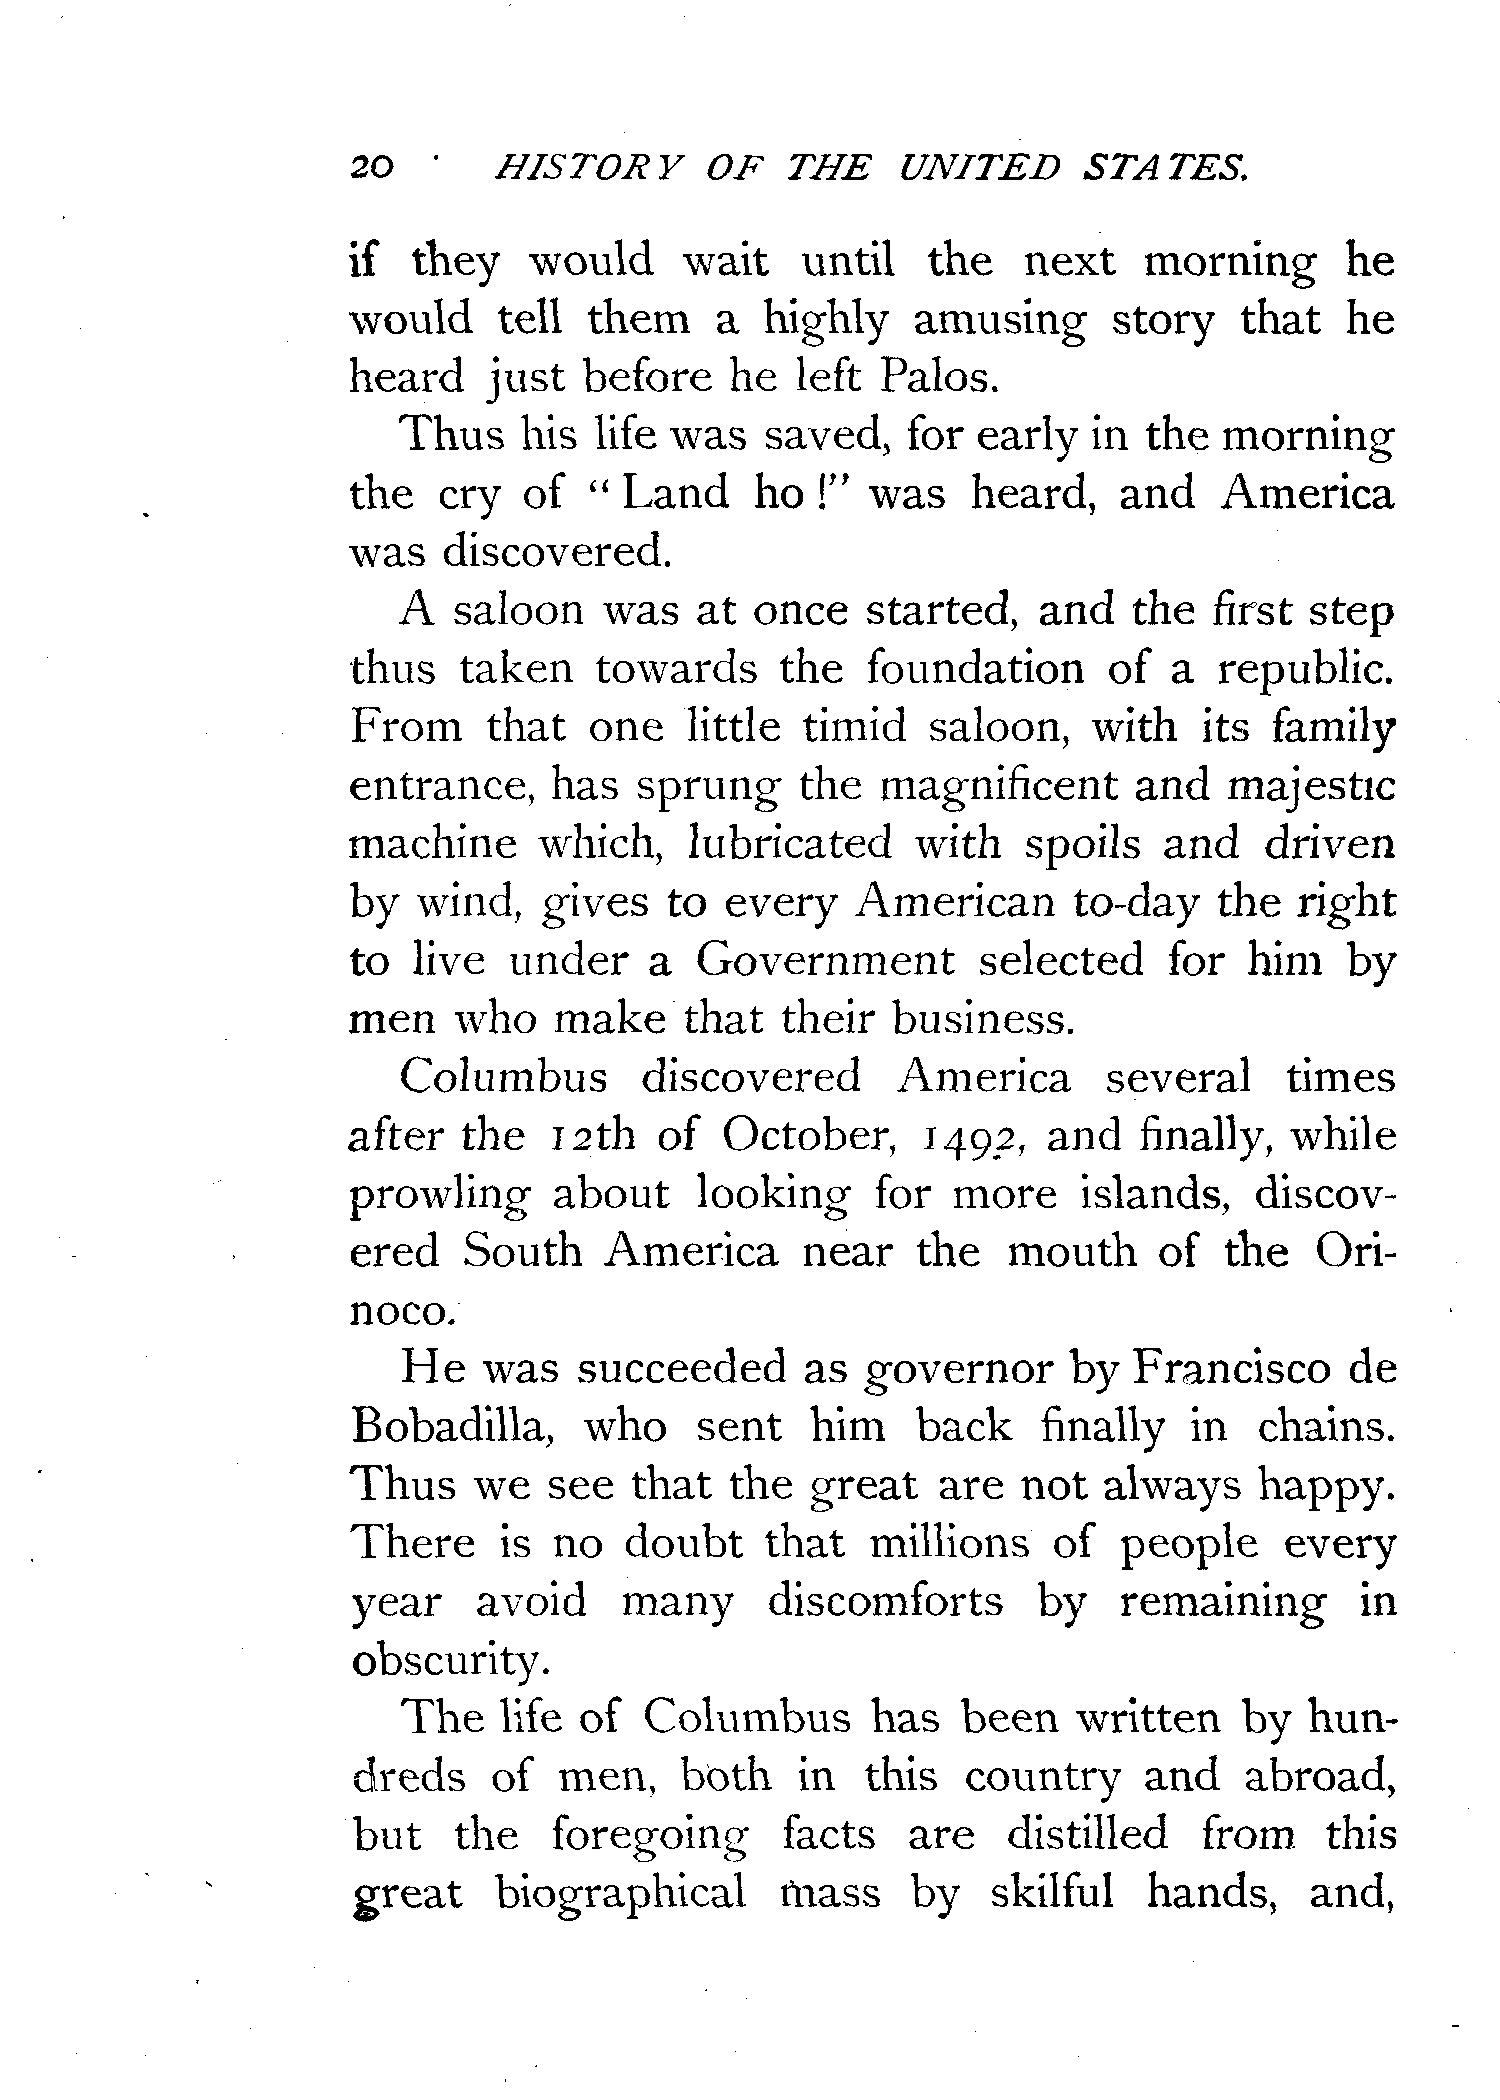 20 HISTORY OF THE UNITED STATES.
if they would wait until the next morning he
would tell them a highly amusing story that he
heard just before he left Palos.
Thus his life was saved, for early in the morning
the cry of “ Land ho !” was heard, and America
was discovered.
A saloon was at once started, and the first step
thus taken towards the foundation of a republic.
From that one little timid saloon, with its family
entrance, has sprung the magnificent and majestic
machine which, lubricated with spoils and driven
by wind, gives to every American to-day the right
to live under a Government selected for him by
men who make that their business.
Columbus discovered America several times
after the 12th of October, 1492, and finally, while
prowling about looking for more islands, discov-
ered South America near the mouth of the Ori-
noco.
He was succeeded as governor by Francisco de
Bobadilla, who sent him back finally in chains.
Thus we see that the great are not always happy.
There is no doubt that millions of people every
year avoid many discomforts by remaining in
obscurity.
The life of Columbus has been written by hun-
dreds of men, both in this country and abroad,
but the foregoing facts are distilled from this
great biographical mass by skilful hands, and,